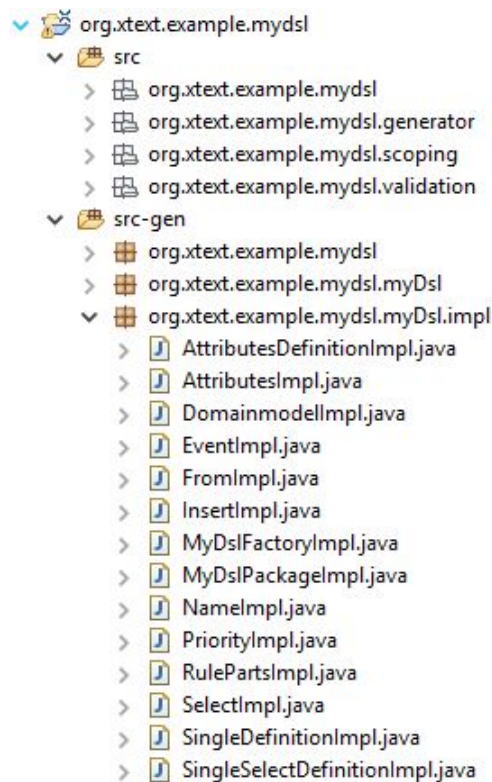 org.xtext.example.mydsl
src
org.xtext.example.mydsl
org.xtext.example.mydsl.generator
org.xtext.example.mydsl.scoping
org.xtext.example.mydsl.validation
src-gen
org.xtext.example.mydsl
org.xtext.example.mydsl.myDsl
org.xtext.example.mydsl.myDsl.impl
AttributesDefinitionImpl.java
AttributesImpl.java
DomainmodelImpl.java
EventImpl.java
FromImpl.java
InsertImpl.java
MyDslFactoryImpl.java
MyDslPackageImpl.java
NameImpl.java
PriorityImpl.java
RulePartsImpl.java
SelectImpl.java
SingleDefinitionImpl.java
SingleSelectDefinitionImpl.java